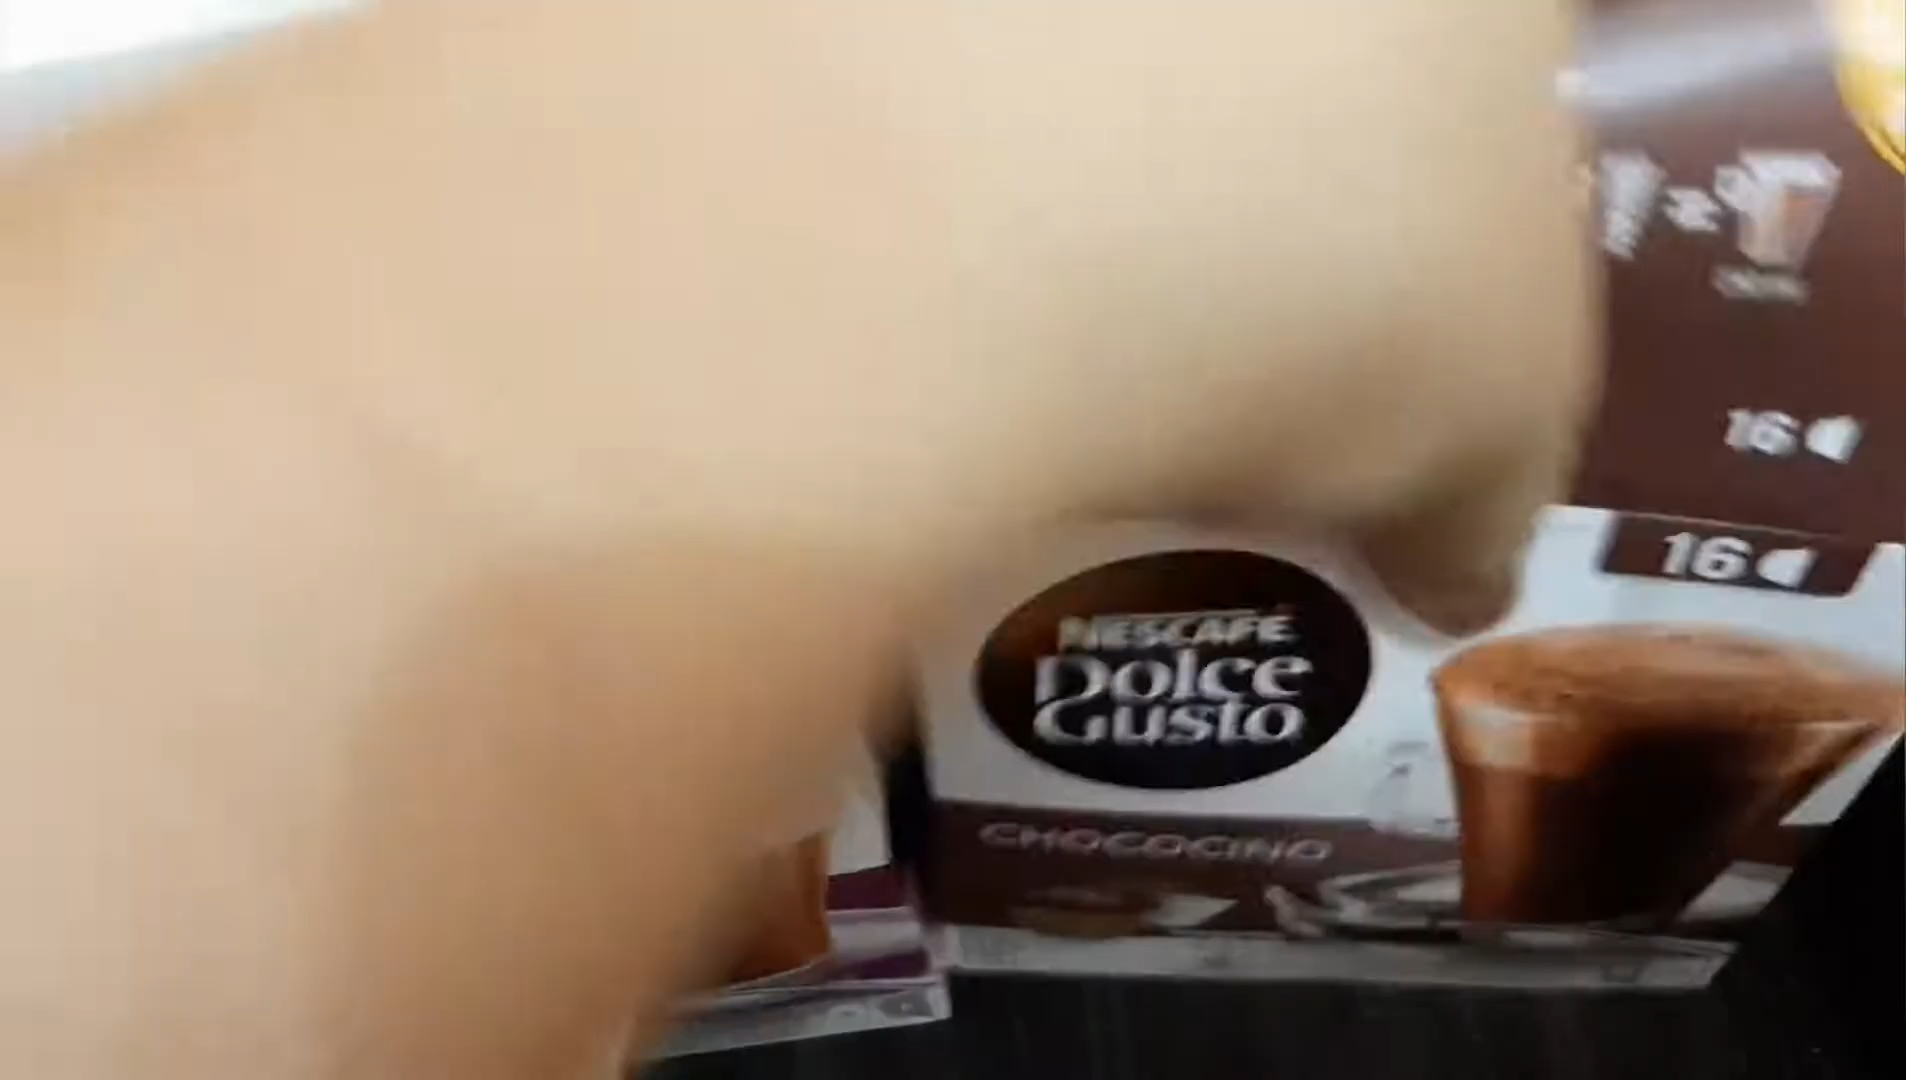 16
16
NESCAFÉ
Dolce
Gusto
CHOCOCINO